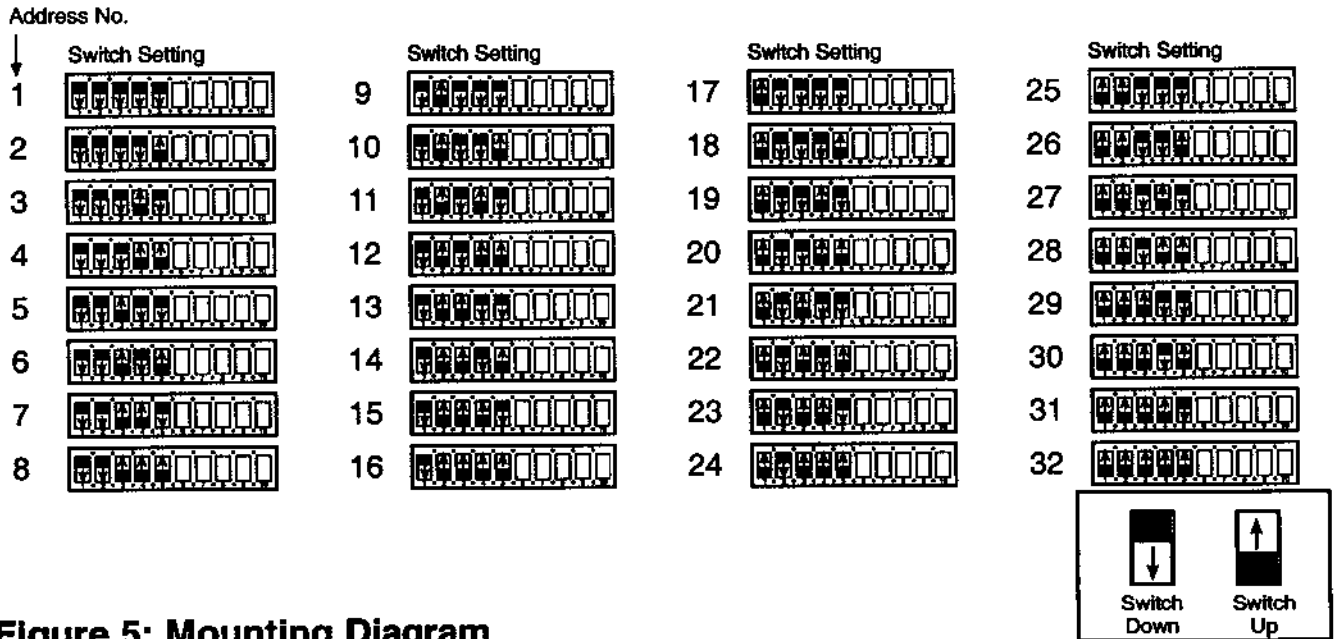 Address No.
Switch Setting Switch Setting Switch Setting Switch Setting
1 9 17 25
2 10 18 26
3 11 19 27
4 12 20 28
5 13 21 29
6 14 22 30
7 15 23 31
8 16 24 32
Switch Down
Switch Up
Figure 5: Mounting Diagram